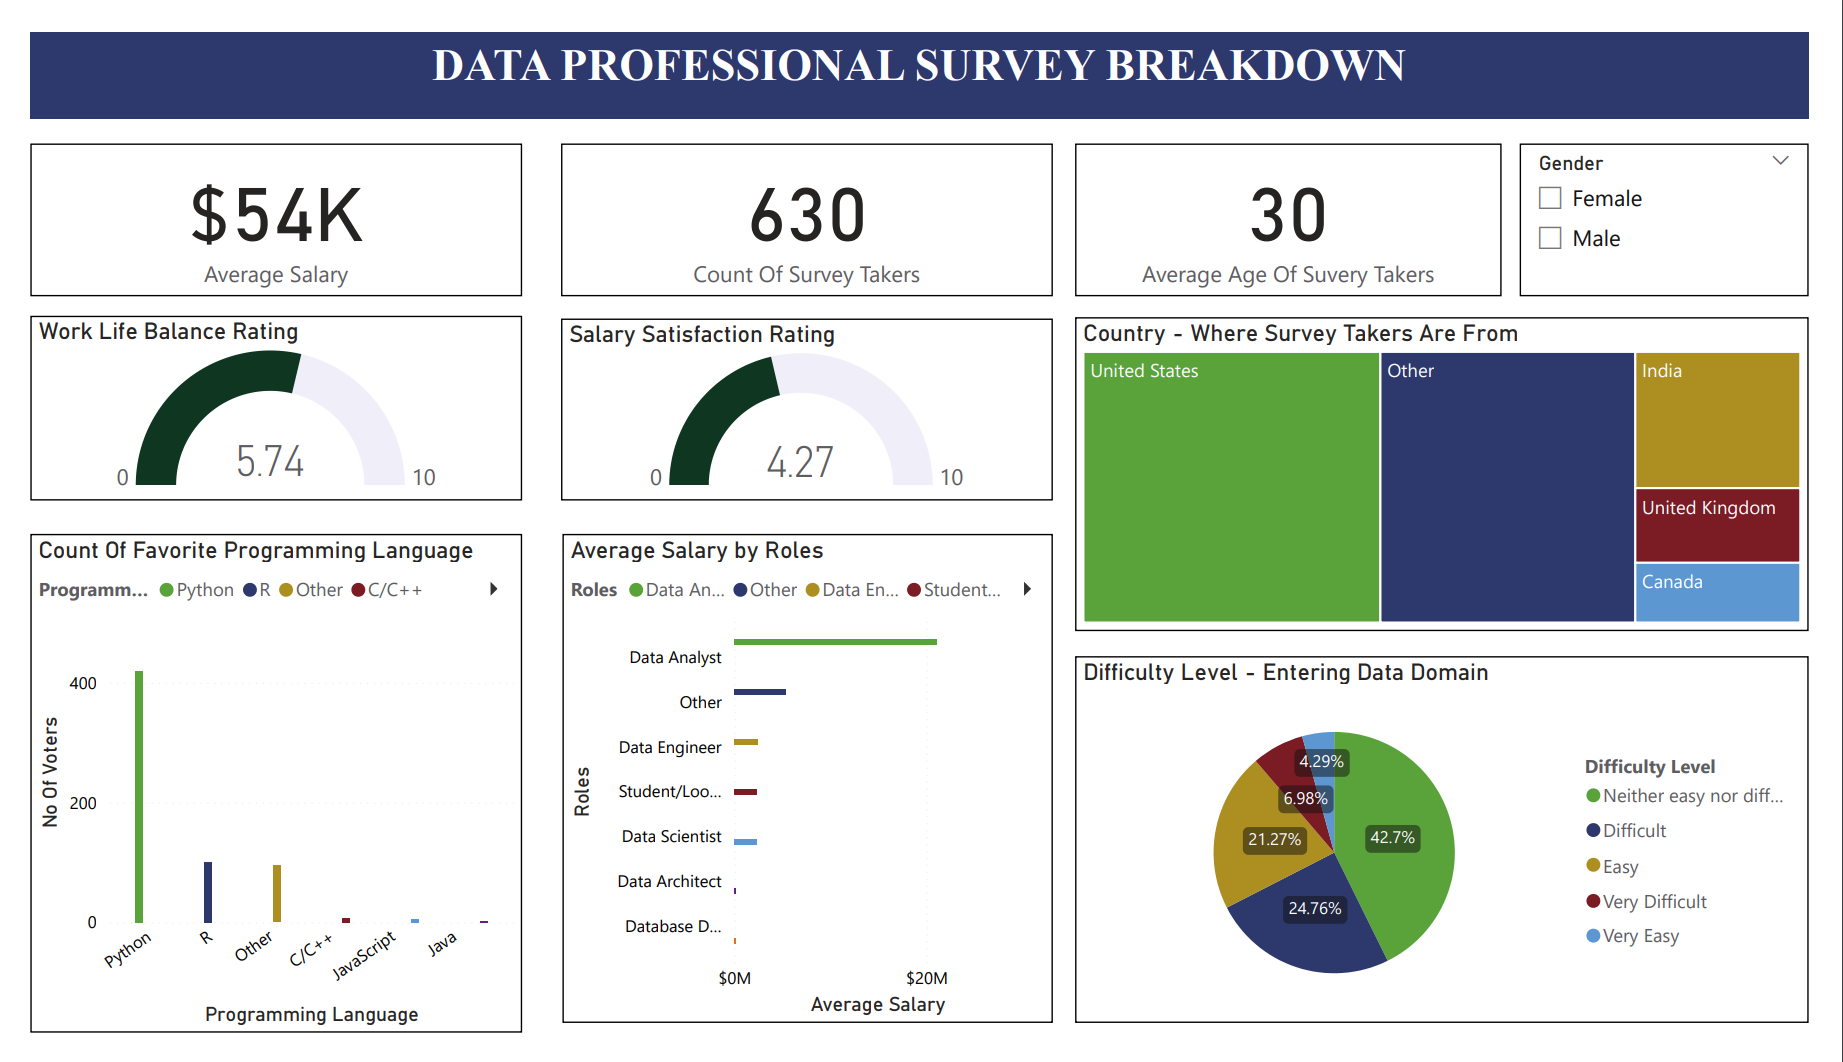 DATA PROFESSIONAL SURVEY BREAKDOWN
$54K
Average Salary
630
Count Of Survey Takers
30
Average Age Of Suvery Takers
Gender
Female
Male
Work Life Balance Rating
5.74
0
10
Salary Satisfaction Rating
4.27
0
10
Country - Where Survey Takers Are From
United States
Other
India
United Kingdom
Canada
Count Of Favorite Programming Language
Programm... Python R Other C/C++
No Of Voters
400
200
0
Python R Other C/C++ JavaScript Java
Programming Language
Average Salary by Roles
Roles Data An... Other Data En... Student...
Roles
Data Analyst
Other
Data Engineer
Student/Loo...
Data Scientist
Data Architect
Database D...
$0M $20M
Average Salary
Difficulty Level - Entering Data Domain
4.29%
6.98%
21.27%
42.7%
24.76%
Difficulty Level
Neither easy nor diff...
Difficult
Easy
Very Difficult
Very Easy